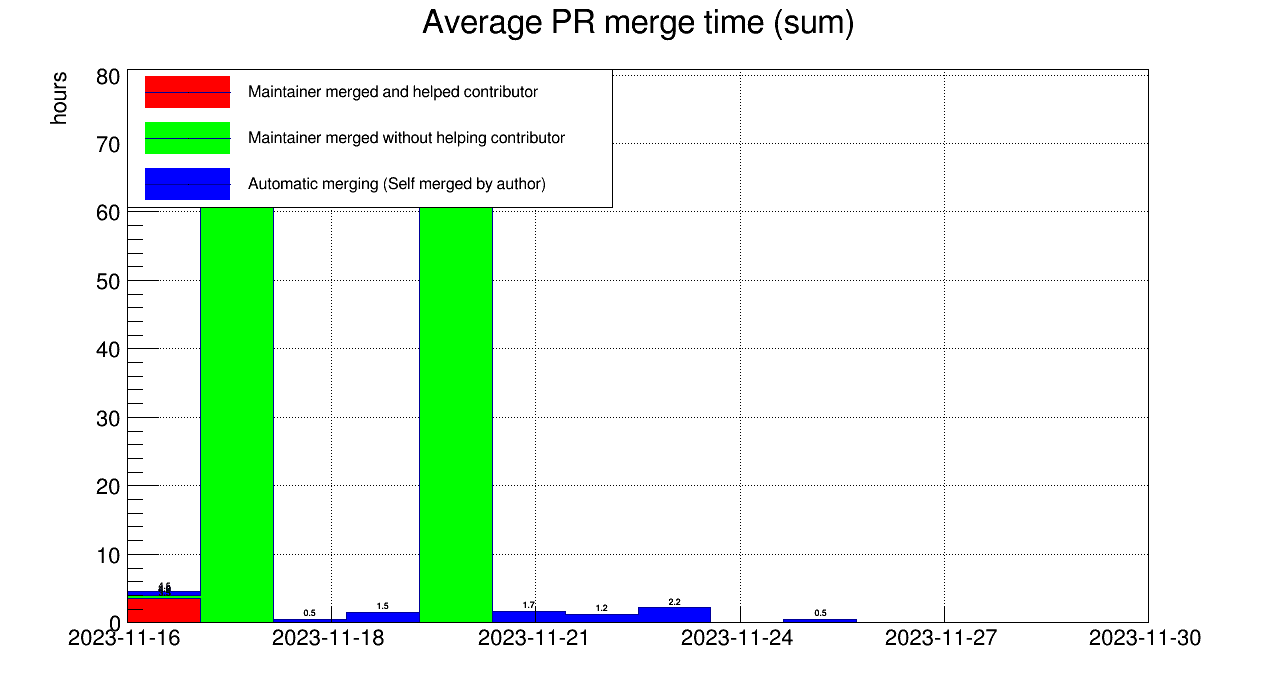 Average PR merge time (sum)
hours
80
70
60
50
40
30
20
10
0
Maintainer merged and helped contributor
Maintainer merged without helping contributor
Automatic merging (Self merged by author)
4.5
0.5
1.5
1.7
1.2
2.2
0.5
2023-11-16 2023-11-18 2023-11-21 2023-11-24 2023-11-27 2023-11-30